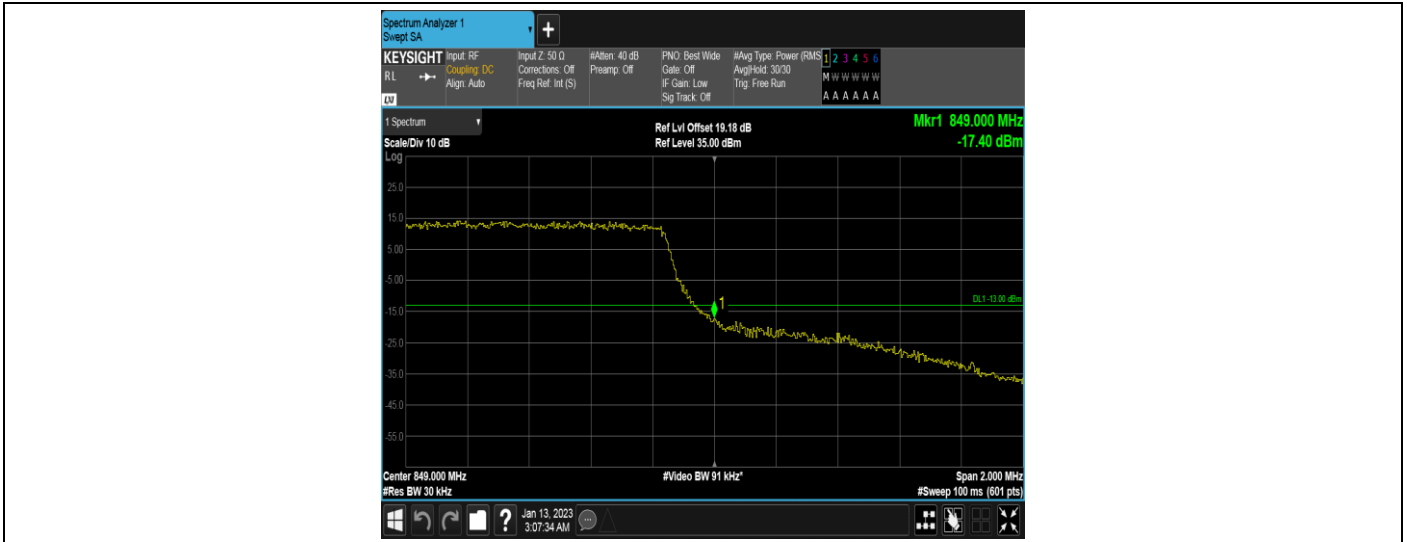 Spectrum Analyzer 1
Swept SA
+
KEYSIGHT
RL
LXI
Input: RF
Coupling: DC
Align: Auto
Input Z: 50 Ω
Corrections: Off
Freq Ref: Int (S)
#Atten: 40 dB
Preamp: Off
PNO: Best Wide
Gate: Off
IF Gain: Low
Sig Track: Off
#Avg Type: Power (RMS
Avg|Hold: 30/30
Trig: Free Run
1 2 3 4 5 6
M W W W W W
A A A A A A
1 Spectrum
Scale/Div 10 dB
Ref Lvl Offset 19.18 dB
Ref Level 35.00 dBm
Mkr1 849.000 MHz
-17.40 dBm
Log
25.0
15.0
5.00
-5.00
-15.0
-25.0
-35.0
-45.0
-55.0
1
DL1 -13.00 dBm
Center 849.000 MHz
#Res BW 30 kHz
#Video BW 91 kHz*
Span 2.000 MHz
#Sweep 100 ms (601 pts)
?
Jan 13, 2023
3:07:34 AM